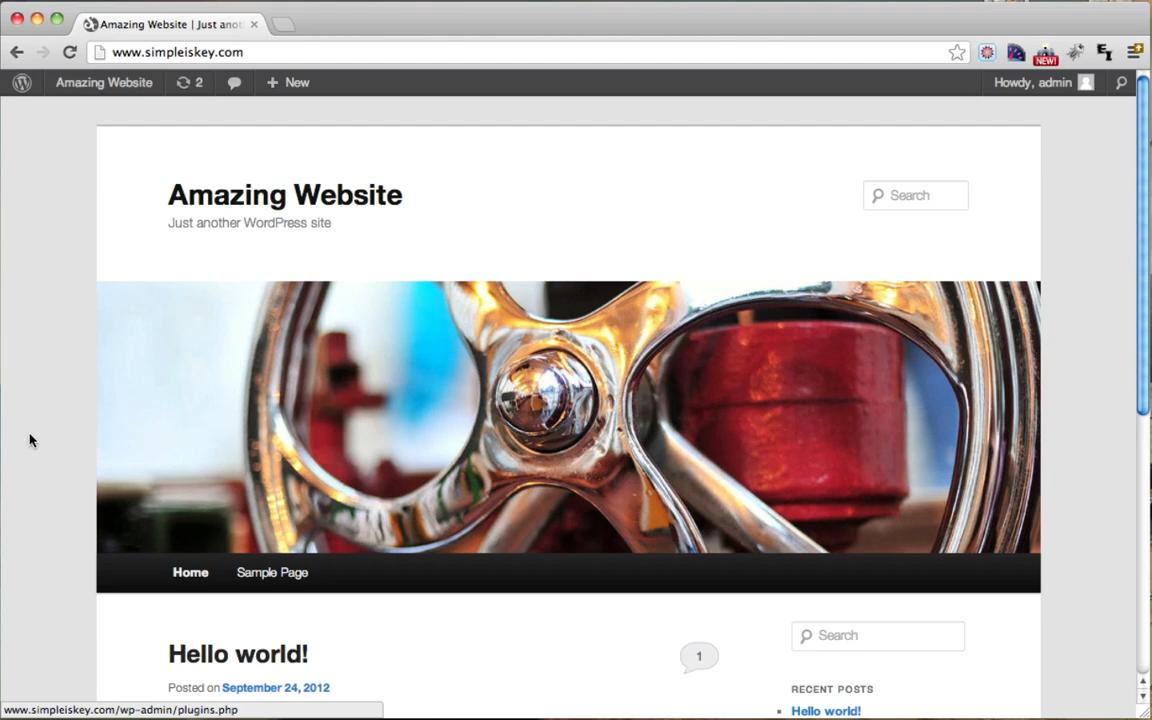 Amazing Website | Just anot
www.simpleiskey.com
NEW!
Amazing Website
2
+ New
Howdy, admin
Amazing Website
Just another WordPress site
Search
Home
Sample Page
Hello world!
1
Search
Posted on September 24, 2012
RECENT POSTS
Hello world!
www.simpleiskey.com/wp-admin/plugins.php